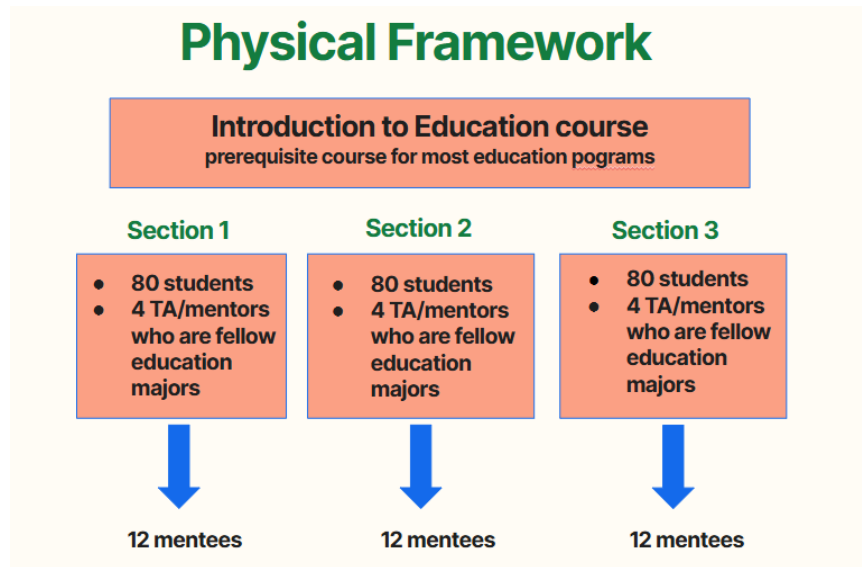 Physical Framework
Introduction to Education course
prerequisite course for most education pograms
Section 1
● 80 students
● 4 TA/mentors
who are fellow
education
majors
12 mentees
Section 2
● 80 students
● 4 TA/mentors
who are fellow
education
majors
12 mentees
Section 3
● 80 students
● 4 TA/mentors
who are fellow
education
majors
12 mentees